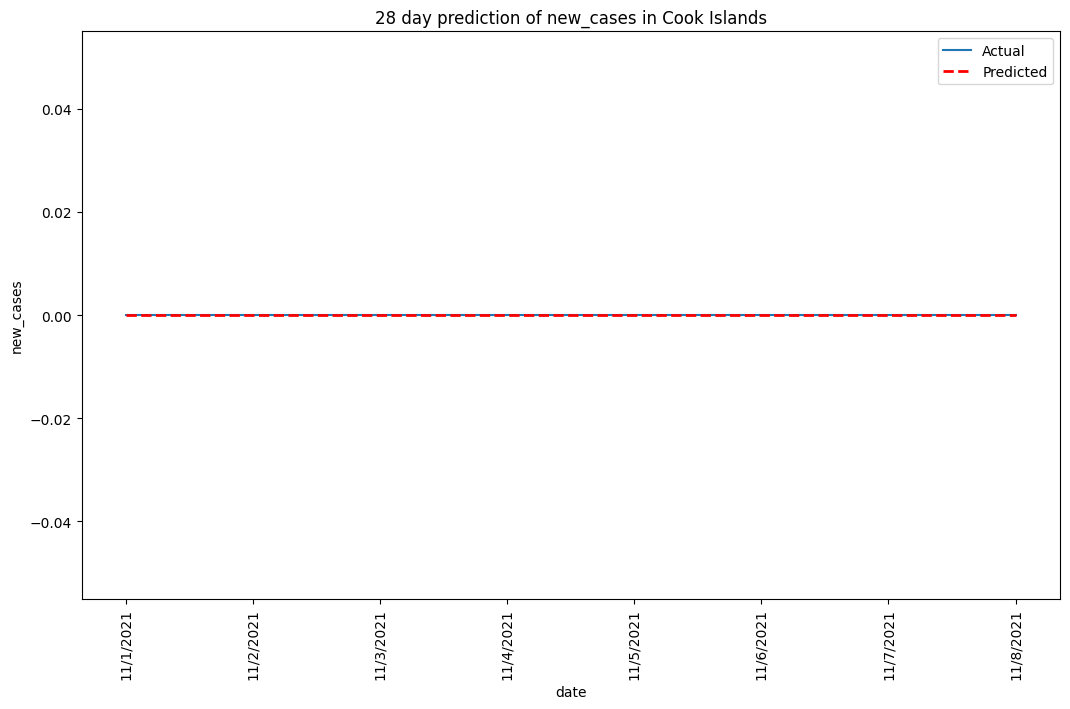 28 day prediction of new_cases in Cook Islands
Actual
Predicted
0.04
0.02
0.00
−0.02
−0.04
new_cases
11/1/2021
11/2/2021
11/3/2021
11/4/2021
11/5/2021
11/6/2021
11/7/2021
11/8/2021
date